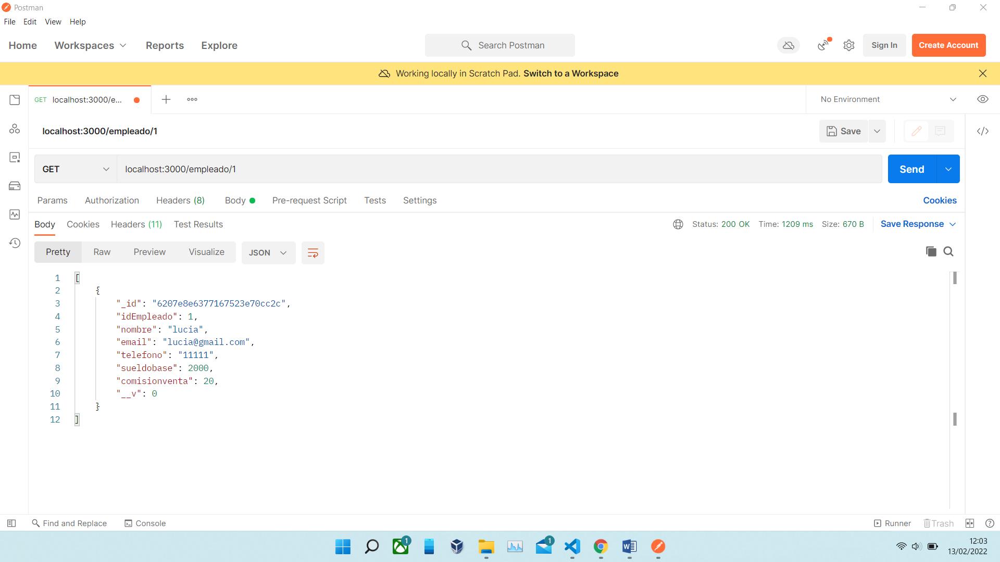 Postman
File Edit View Help
Home Workspaces Reports Explore Search Postman Sign In Create Account
Working locally in Scratch Pad. Switch to a Workspace
GET localhost:3000/e... No Environment
localhost:3000/empleado/1 Save
GET localhost:3000/empleado/1 Send
Params Authorization Headers (8) Body Pre-request Script Tests Settings Cookies
Body Cookies Headers (11) Test Results Status: 200 OK Time: 1209 ms Size: 670 B Save Response
Pretty Raw Preview Visualize JSON
1 [
2 {
3 "_id": "6207e8e6377167523e70cc2c",
4 "idEmpleado": 1,
5 "nombre": "lucia",
6 "email": "lucia@gmail.com",
7 "telefono": "11111",
8 "sueldobase": 2000,
9 "comisionventa": 20,
10 "__v": 0
11 }
12 ]
Find and Replace Console Runner Trash
1 1
12:03
13/02/2022